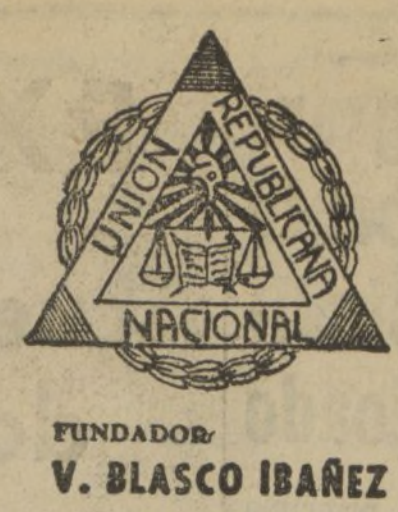 UNION
REPUBLICANA
NACIONAL
FUNDADOR
V. BLASCO IBAÑEZ